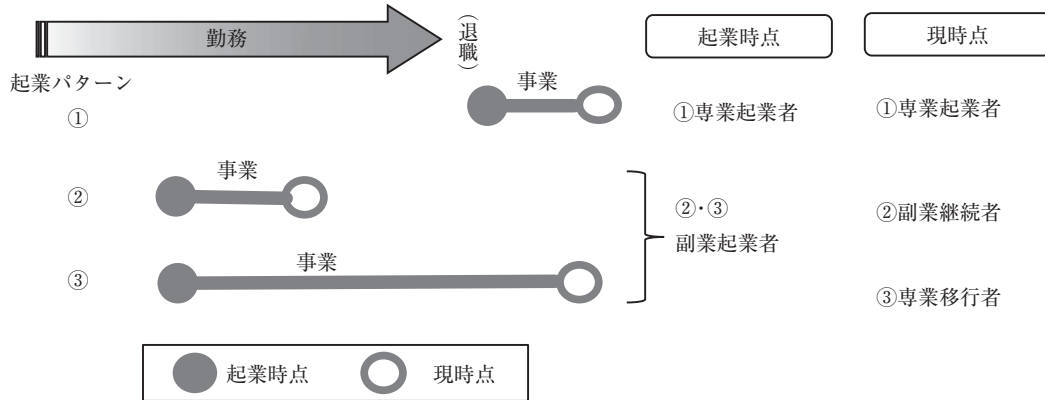 勤務
(退職)
起業時点
現時点
起業パターン
事業
①
①専業起業者
①専業起業者
事業
②
②・③
副業起業者
②副業継続者
事業
③
③専業移行者
起業時点
現時点